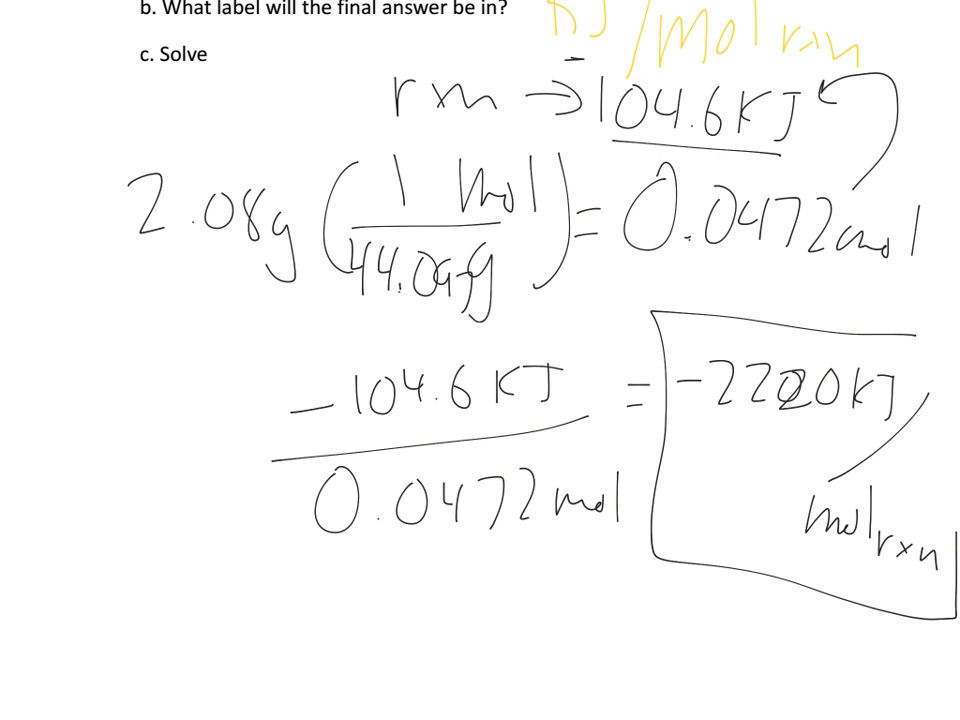 b. What label will the final answer be in?
KJ/mol rxn
c. Solve
rxn → -104.6 KJ
2.08g (1 mol / 44.09g) = 0.0472 mol
-104.6 KJ / 0.0472 mol = -2220 KJ / mol rxn